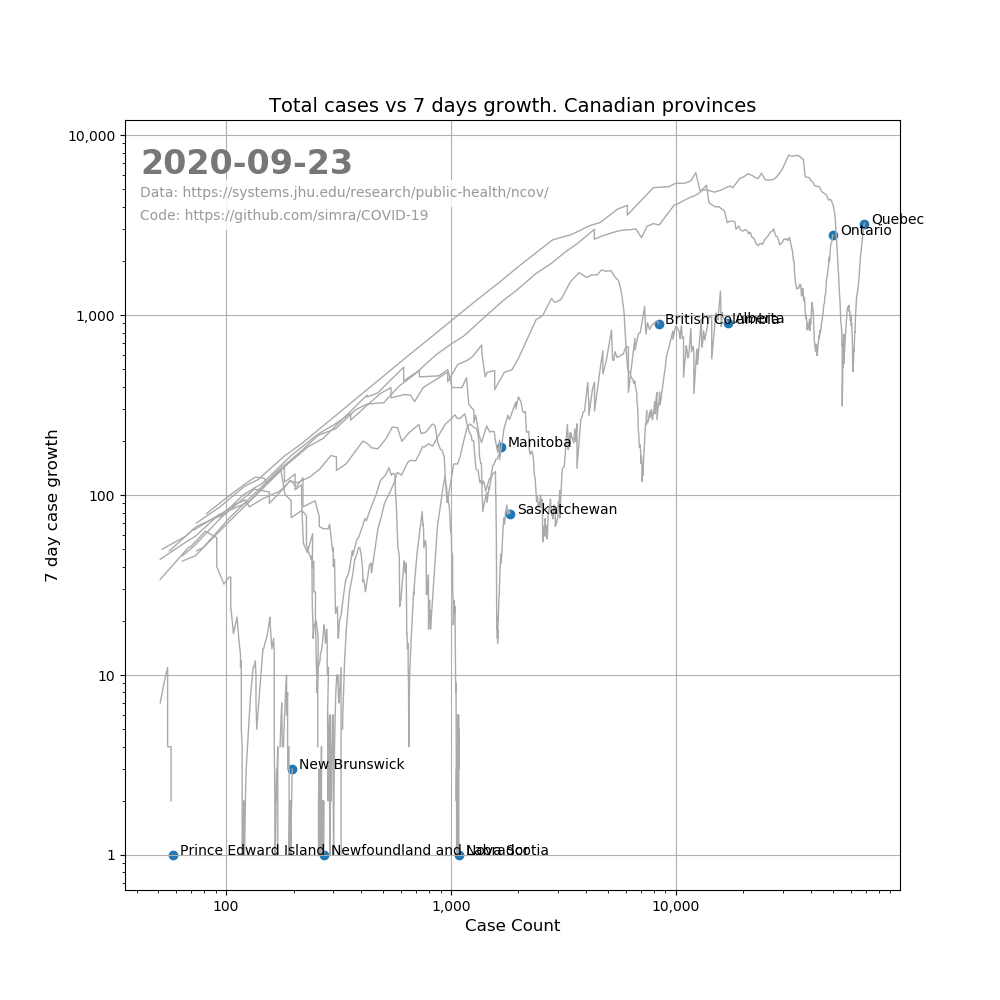 Total cases vs 7 days growth. Canadian provinces
10,000
2020-09-23
Data: https://systems.jhu.edu/research/public-health/ncov/
Code: https://github.com/simra/COVID-19
Quebec
Ontario
1,000
British Columbia
Alberta
Manitoba
7 day case growth
100
Saskatchewan
10
New Brunswick
1
Prince Edward Island
Newfoundland and Labrador
Nova Scotia
100
1,000
10,000
Case Count